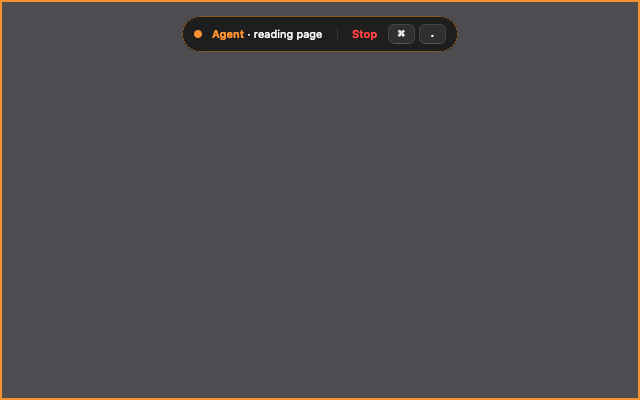 Agent · reading page Stop ⌘ .